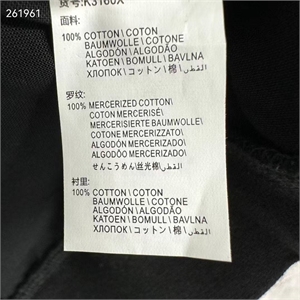 261961
货号:K3160X
面料:
100% COTTON\COTON
BAUMWOLLE\COTONE
ALGODÓN\ALGODÃO
KATOEN\BOMULL\BAVLNA
ХЛОПОК\コットン\棉\القطن
罗纹:
100% MERCERIZED COTTON\
COTON MERCERISÉ\
MERCERISIERTE BAUMWOLLE\
COTONE MERCERIZZATO\
ALGODÓN MERCERIZADO\
ALGODÃO MERCERIZADO\
せんこうめん\丝光棉\القطن
衬里:
100% COTTON\COTON
BAUMWOLLE\COTONE
ALGODÓN\ALGODÃO
KATOEN\BOMULL\BAVLNA
ХЛОПОК\コットン\棉\القطن